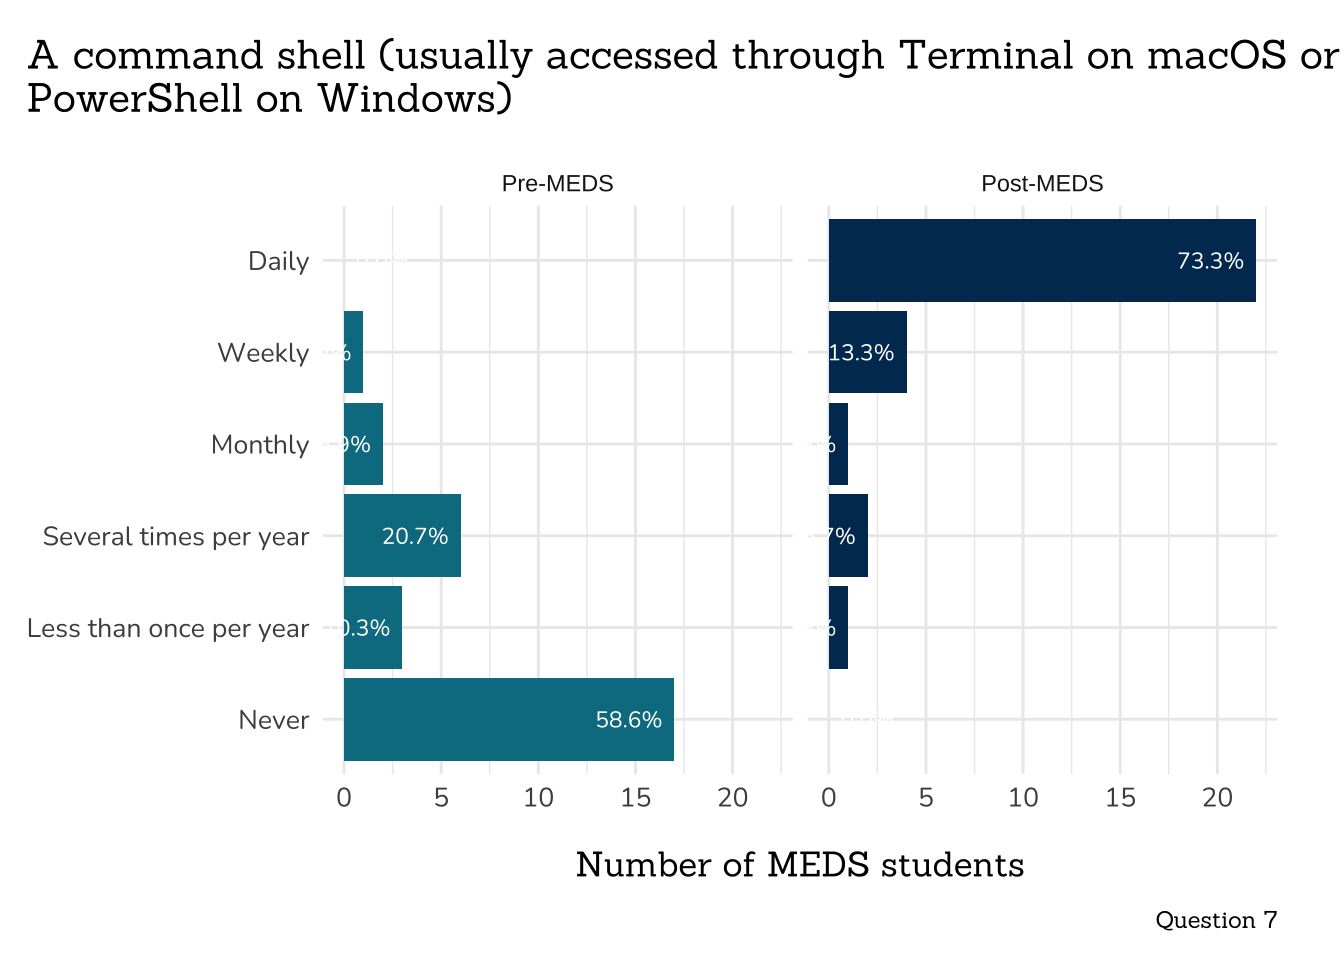 A command shell (usually accessed through Terminal on macOS or
PowerShell on Windows)
Pre-MEDS
Post-MEDS
Daily
73.3%
Weekly
13.3%
Monthly
Several times per year
20.7%
Less than once per year
Never
58.6%
0 5 10 15 20
0 5 10 15 20
Number of MEDS students
Question 7